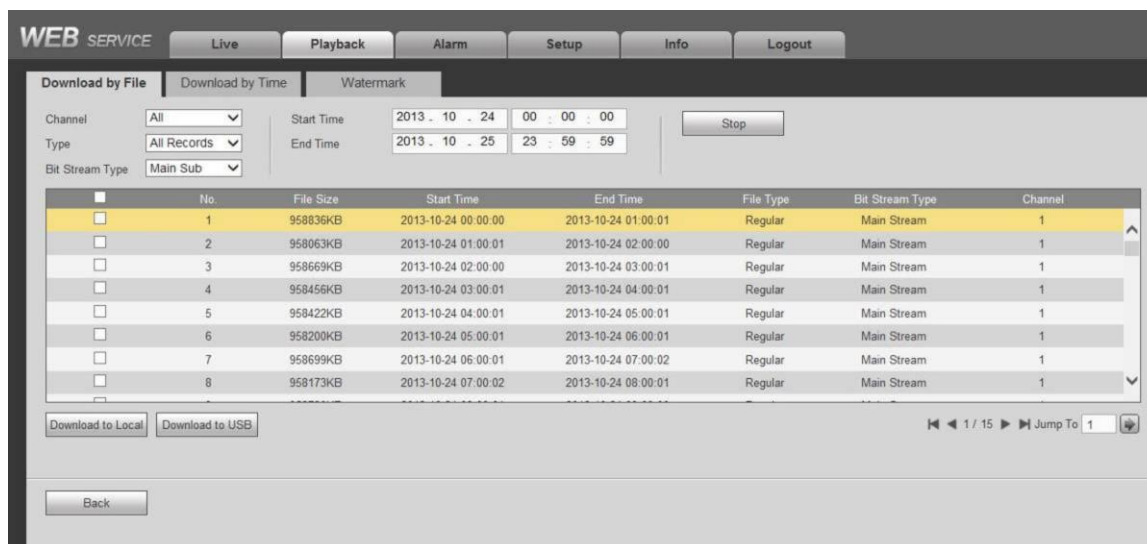 WEB SERVICE Live Playback Alarm Setup Info Logout
Download by File Download by Time Watermark
Channel All Start Time 2013 . 10 . 24 00 : 00 : 00 Stop
Type All Records End Time 2013 . 10 . 25 23 : 59 : 59
Bit Stream Type Main Sub
No. File Size Start Time End Time File Type Bit Stream Type Channel
1 958836KB 2013-10-24 00:00:00 2013-10-24 01:00:01 Regular Main Stream 1
2 958063KB 2013-10-24 01:00:01 2013-10-24 02:00:00 Regular Main Stream 1
3 958669KB 2013-10-24 02:00:00 2013-10-24 03:00:01 Regular Main Stream 1
4 958456KB 2013-10-24 03:00:01 2013-10-24 04:00:01 Regular Main Stream 1
5 958422KB 2013-10-24 04:00:01 2013-10-24 05:00:01 Regular Main Stream 1
6 958200KB 2013-10-24 05:00:01 2013-10-24 06:00:01 Regular Main Stream 1
7 958699KB 2013-10-24 06:00:01 2013-10-24 07:00:02 Regular Main Stream 1
8 958173KB 2013-10-24 07:00:02 2013-10-24 08:00:01 Regular Main Stream 1
Download to Local Download to USB 1 / 15 Jump To 1
Back